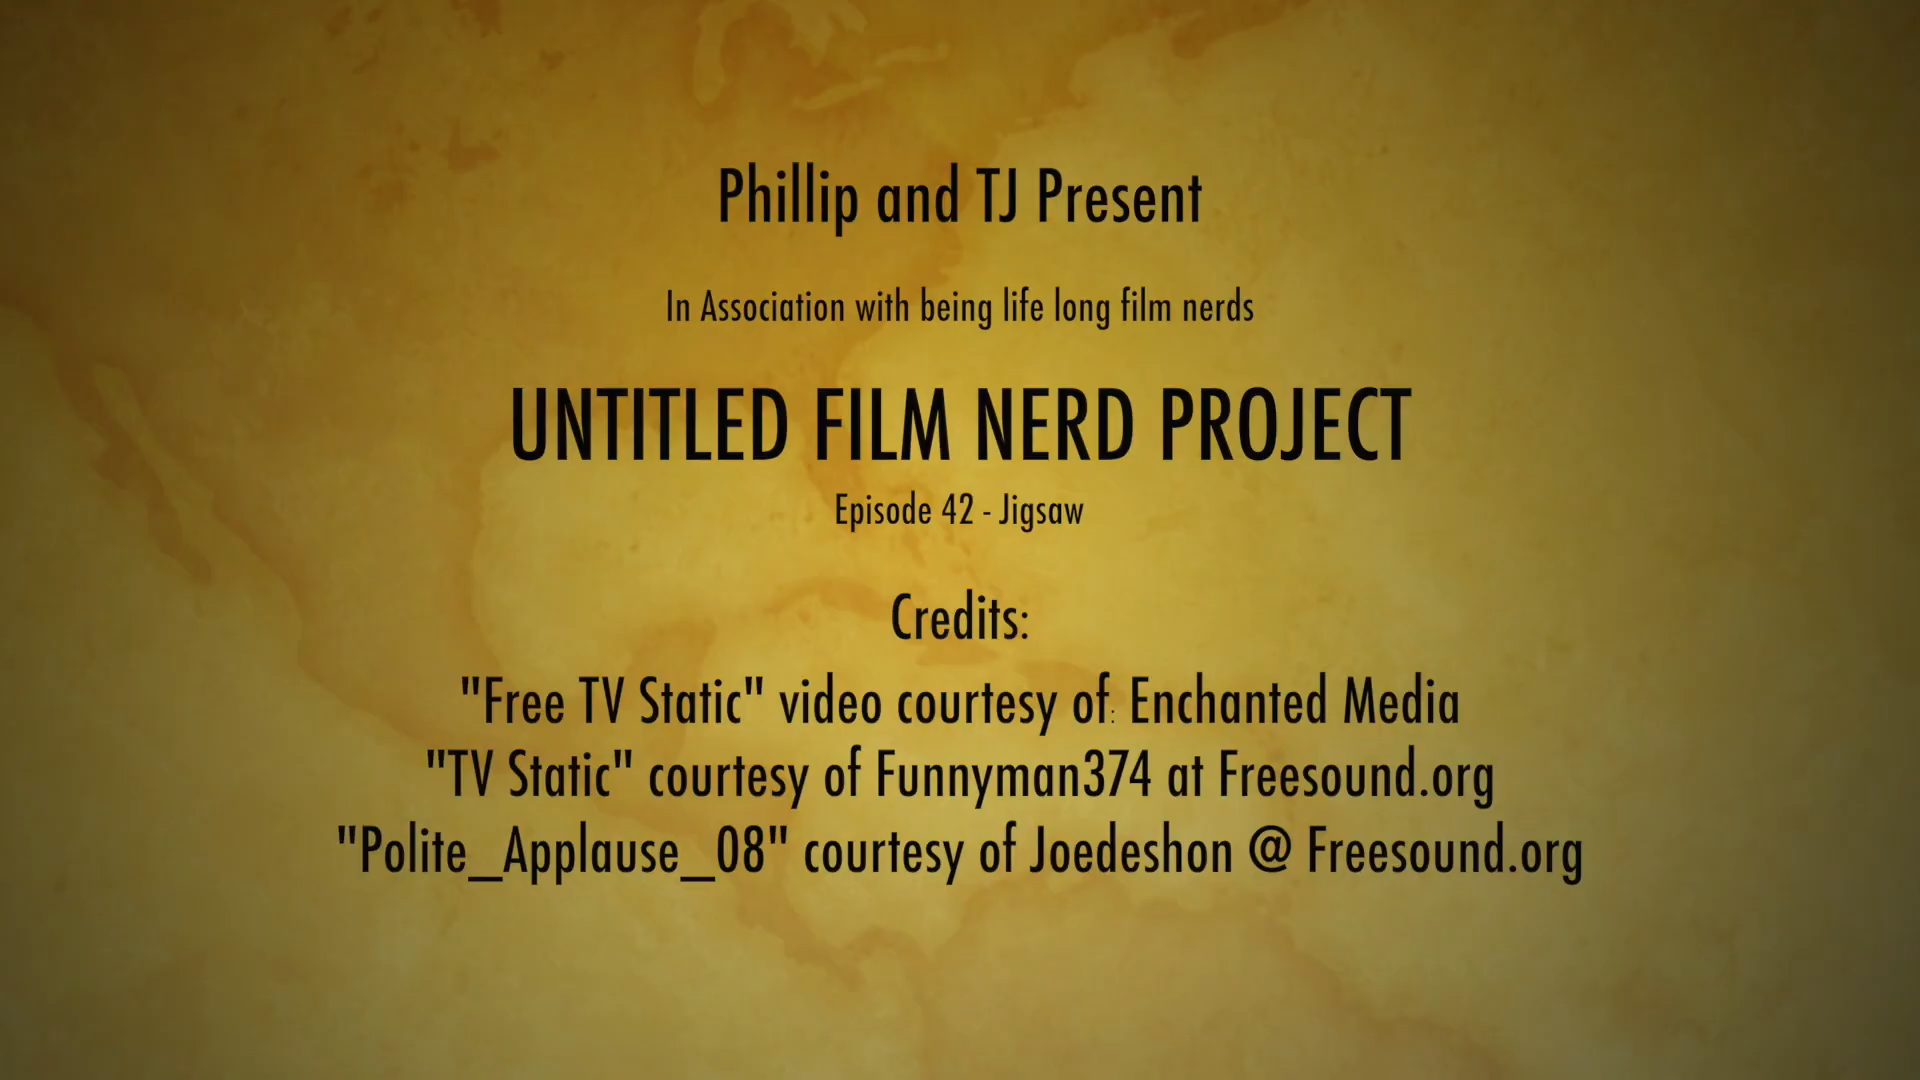 Phillip and TJ Present
In Association with being life long film nerds
UNTITLED FILM NERD PROJECT
Episode 42 - Jigsaw
Credits:
"Free TV Static" video courtesy of: Enchanted Media
"TV Static" courtesy of Funnyman374 at Freesound.org
"Polite_Applause_08" courtesy of Joedeshon @ Freesound.org